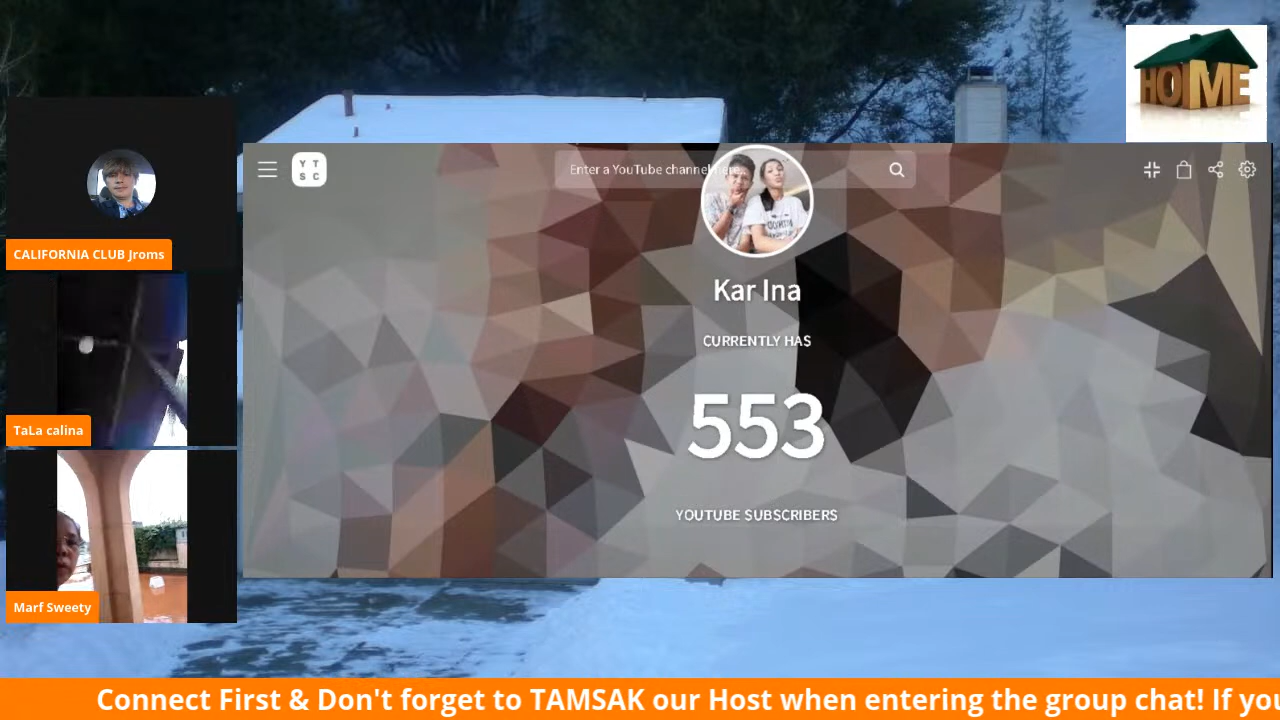 HOME
Y T
S C
Enter a YouTube channel here...
CALIFORNIA CLUB Jroms
Kar Ina
CURRENTLY HAS
553
TaLa calina
YOUTUBE SUBSCRIBERS
Marf Sweety
Connect First & Don't forget to TAMSAK our Host when entering the group chat! If you